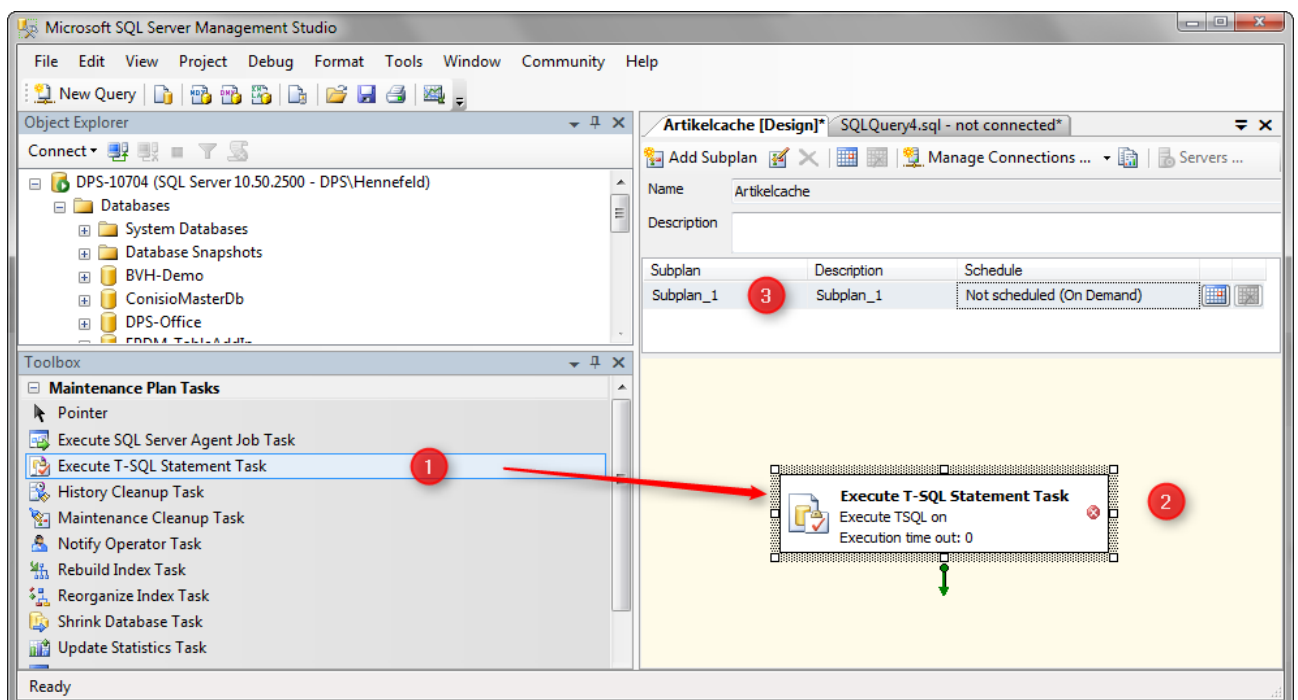 Microsoft SQL Server Management Studio
File Edit View Project Debug Format Tools Window Community Help
New Query
Object Explorer
Connect
DPS-10704 (SQL Server 10.50.2500 - DPS\Hennefeld)
Databases
System Databases
Database Snapshots
BVH-Demo
ConisioMasterDb
DPS-Office
Toolbox
Maintenance Plan Tasks
Pointer
Execute SQL Server Agent Job Task
Execute T-SQL Statement Task 1
History Cleanup Task
Maintenance Cleanup Task
Notify Operator Task
Rebuild Index Task
Reorganize Index Task
Shrink Database Task
Update Statistics Task
Artikelcache [Design]* SQLQuery4.sql - not connected*
Add Subplan Manage Connections ... Servers ...
Name Artikelcache
Description
Subplan Description Schedule
Subplan_1 3 Subplan_1 Not scheduled (On Demand)
Execute T-SQL Statement Task
Execute TSQL on
Execution time out: 0
2
Ready